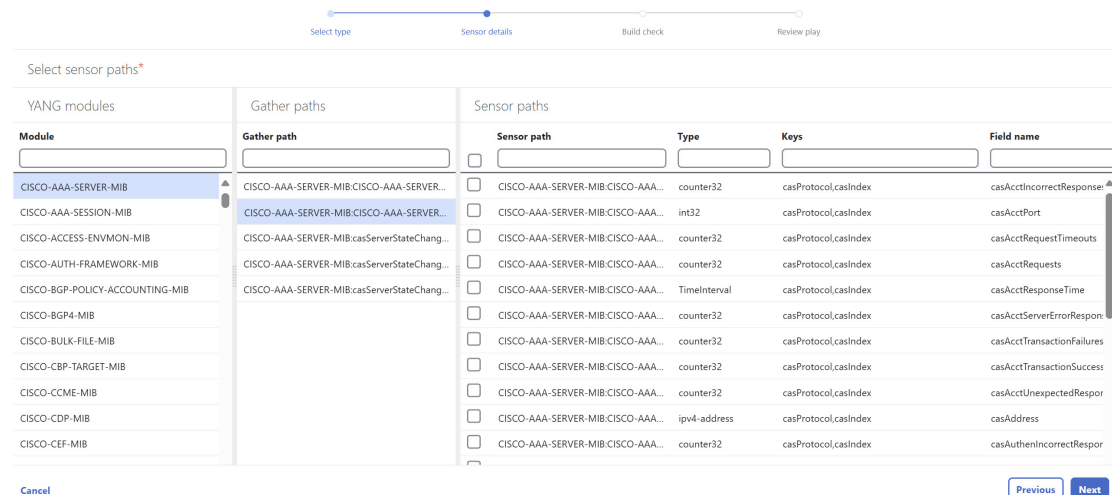 Select type Sensor details Build check Review play
Select sensor paths*
YANG modules Gather paths Sensor paths
Module Gather path Sensor path Type Keys Field name
CISCO-AAA-SERVER-MIB CISCO-AAA-SERVER-MIB:CISCO-AAA-SERVER... CISCO-AAA-SERVER-MIB:CISCO-AAA... counter32 casProtocol,casIndex casAcctIncorrectResponses
CISCO-AAA-SESSION-MIB CISCO-AAA-SERVER-MIB:CISCO-AAA-SERVER... CISCO-AAA-SERVER-MIB:CISCO-AAA... int32 casProtocol,casIndex casAcctPort
CISCO-ACCESS-ENVMON-MIB CISCO-AAA-SERVER-MIB:casServerStateChang... CISCO-AAA-SERVER-MIB:CISCO-AAA... counter32 casProtocol,casIndex casAcctRequestTimeouts
CISCO-AUTH-FRAMEWORK-MIB CISCO-AAA-SERVER-MIB:casServerStateChang... CISCO-AAA-SERVER-MIB:CISCO-AAA... counter32 casProtocol,casIndex casAcctRequests
CISCO-BGP-POLICY-ACCOUNTING-MIB CISCO-AAA-SERVER-MIB:casServerStateChang... CISCO-AAA-SERVER-MIB:CISCO-AAA... TimeInterval casProtocol,casIndex casAcctResponseTime
CISCO-BGP4-MIB CISCO-AAA-SERVER-MIB:CISCO-AAA... counter32 casProtocol,casIndex casAcctServerErrorRespon
CISCO-BULK-FILE-MIB CISCO-AAA-SERVER-MIB:CISCO-AAA... counter32 casProtocol,casIndex casAcctTransactionFailures
CISCO-CBP-TARGET-MIB CISCO-AAA-SERVER-MIB:CISCO-AAA... counter32 casProtocol,casIndex casAcctTransactionSuccess
CISCO-CCME-MIB CISCO-AAA-SERVER-MIB:CISCO-AAA... counter32 casProtocol,casIndex casAcctUnexpectedRespor
CISCO-CDP-MIB CISCO-AAA-SERVER-MIB:CISCO-AAA... ipv4-address casProtocol,casIndex casAddress
CISCO-CEF-MIB CISCO-AAA-SERVER-MIB:CISCO-AAA... counter32 casProtocol,casIndex casAuthenIncorrectRespor
Cancel Previous Next